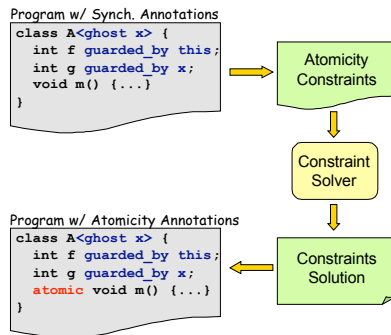 Program w/ Synch. Annotations
class A<ghost x> {
int f guarded_by this;
int g guarded_by x;
void m() {...}
}
Atomicity
Constraints
Constraint
Solver
Constraints
Solution
Program w/ Atomicity Annotations
class A<ghost x> {
int f guarded_by this;
int g guarded_by x;
atomic void m() {...}
}